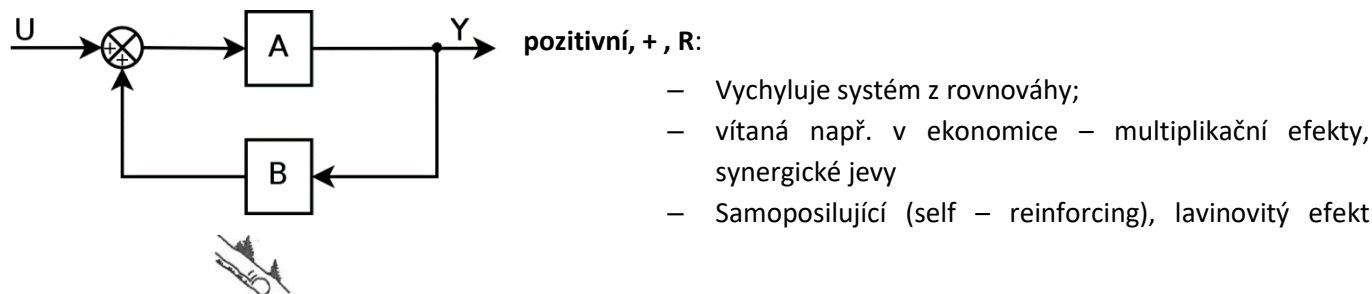 U
+
+
A
Y
B
pozitivní, + , R:
– Vychyluje systém z rovnováhy;
– vítaná např. v ekonomice – multiplikační efekty,
synergické jevy
– Samoposilující (self – reinforcing), lavinovitý efekt